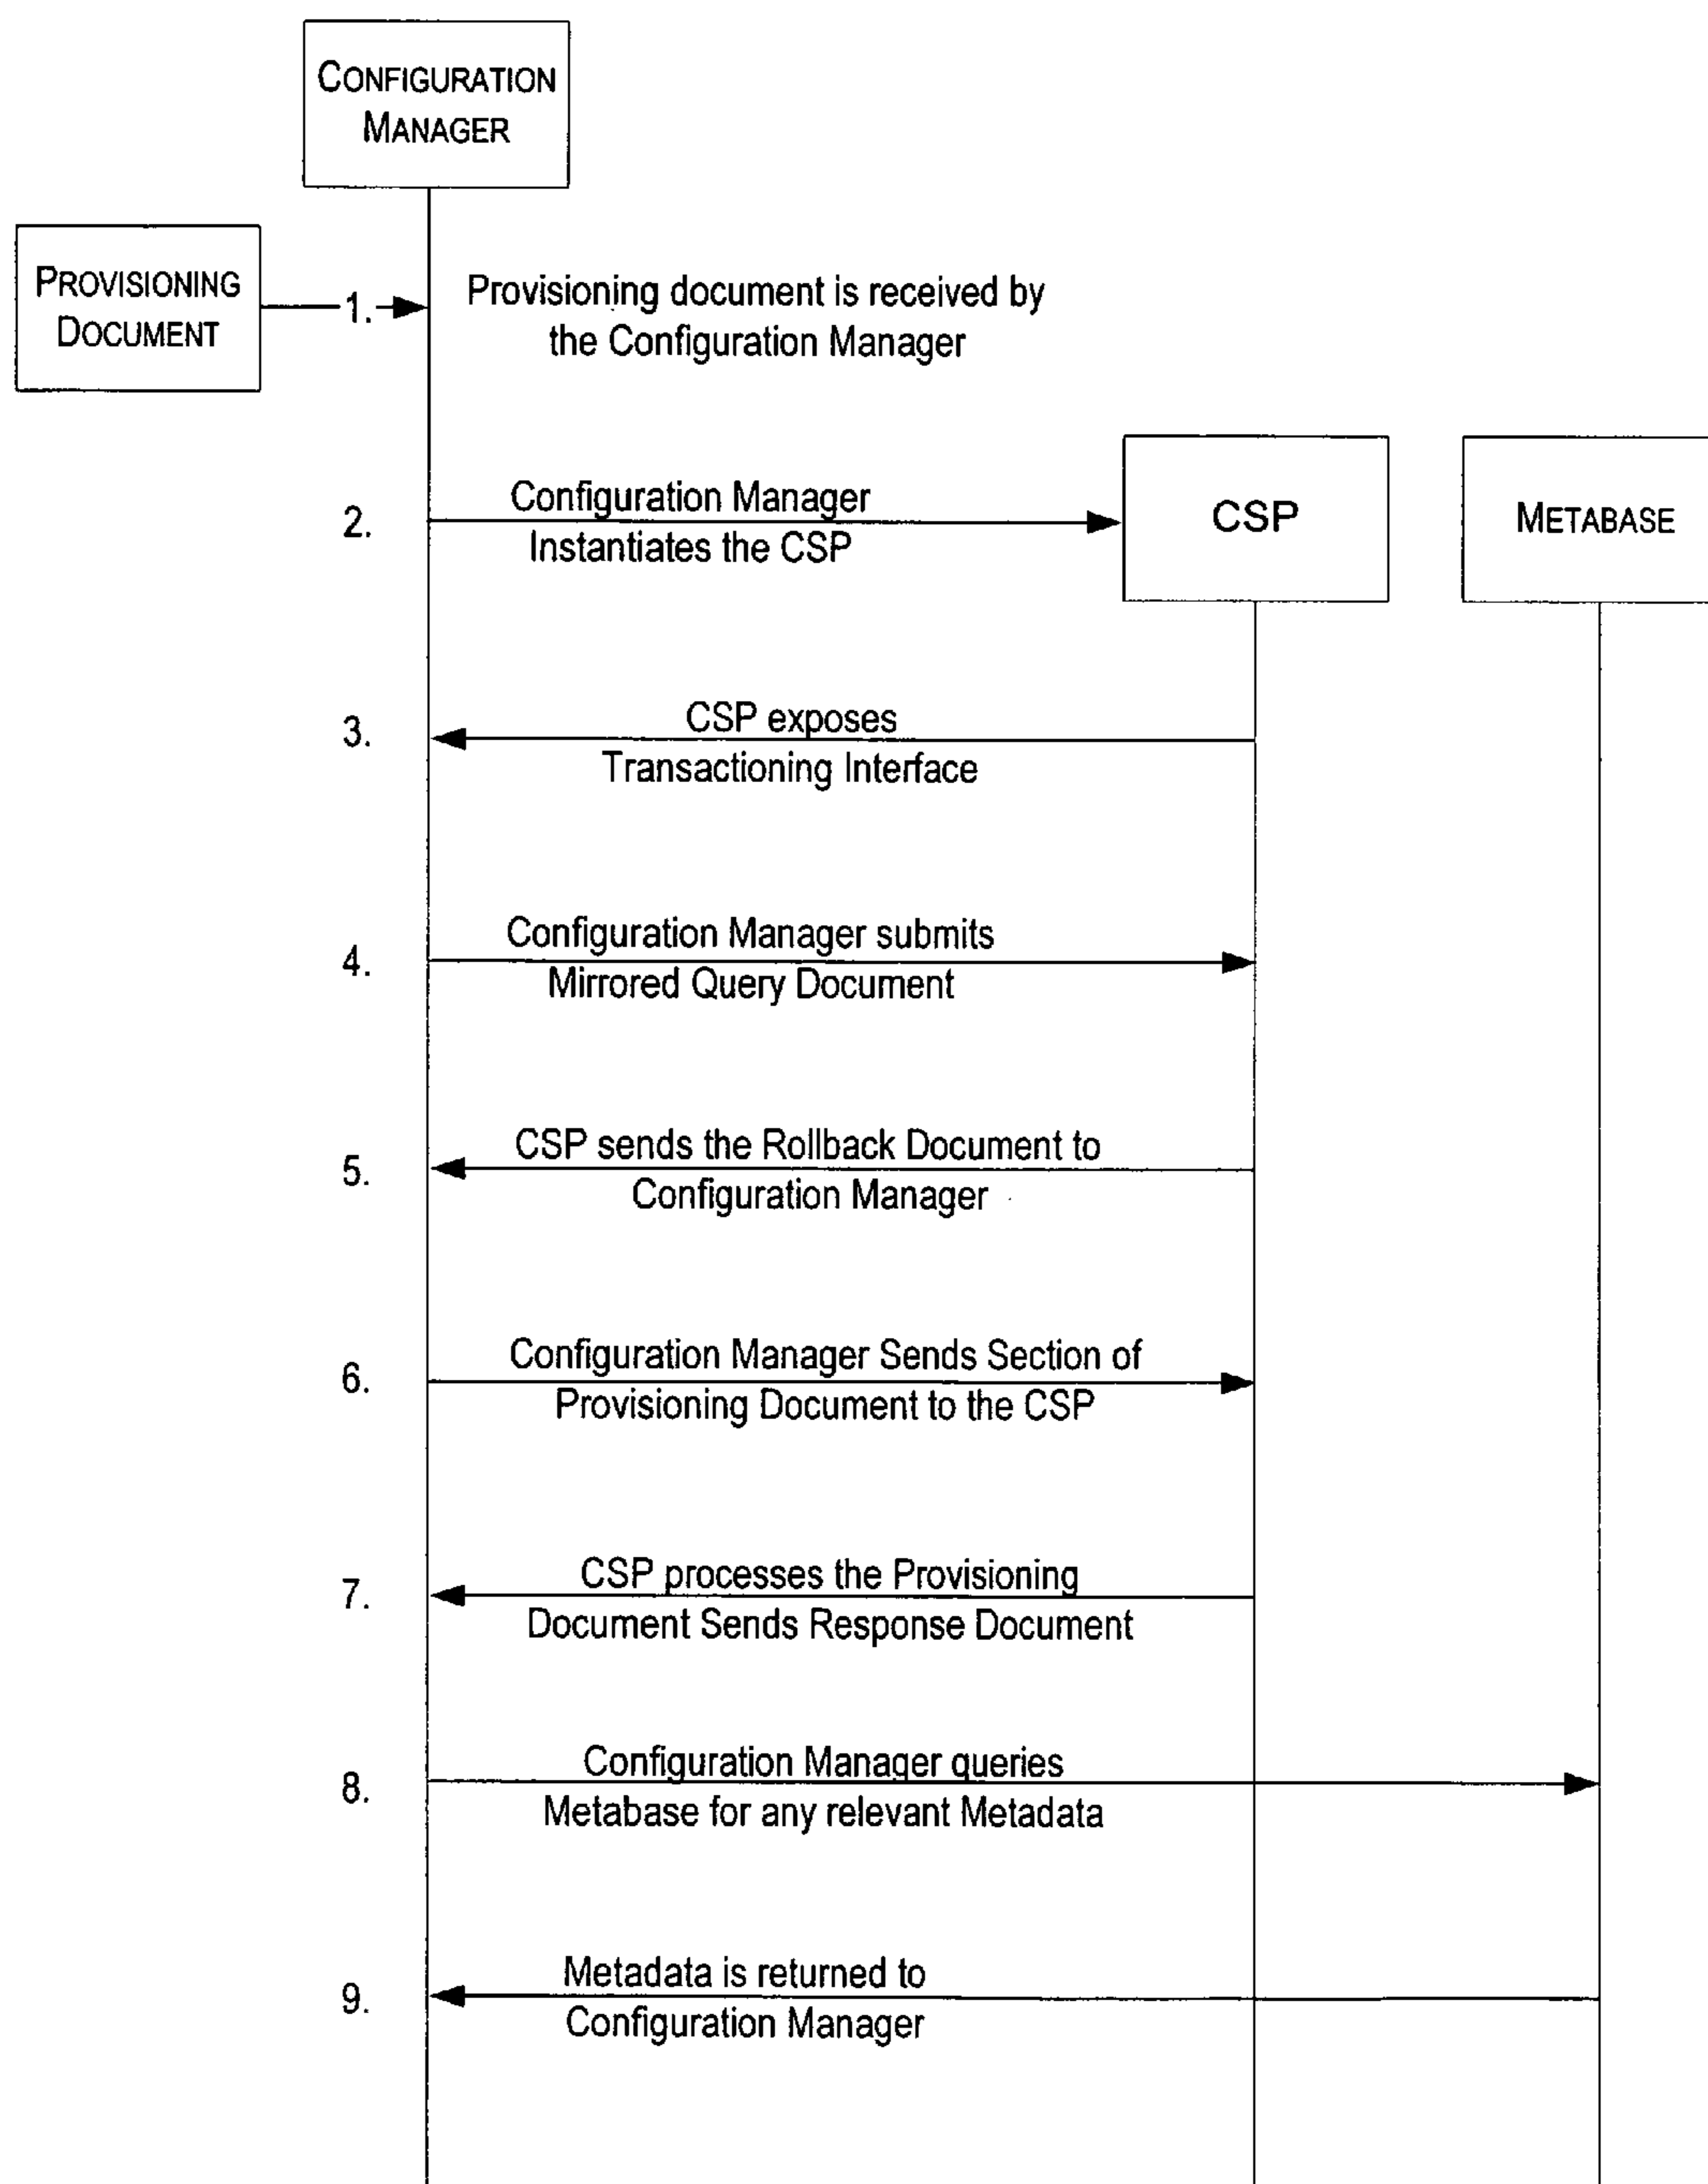 CONFIGURATION
MANAGER
PROVISIONING
DOCUMENT
1.
Provisioning document is received by
the Configuration Manager
2.
Configuration Manager
Instantiates the CSP
CSP
METABASE
3.
CSP exposes
Transactioning Interface
4.
Configuration Manager submits
Mirrored Query Document
5.
CSP sends the Rollback Document to
Configuration Manager
6.
Configuration Manager Sends Section of
Provisioning Document to the CSP
7.
CSP processes the Provisioning
Document Sends Response Document
8.
Configuration Manager queries
Metabase for any relevant Metadata
9.
Metadata is returned to
Configuration Manager